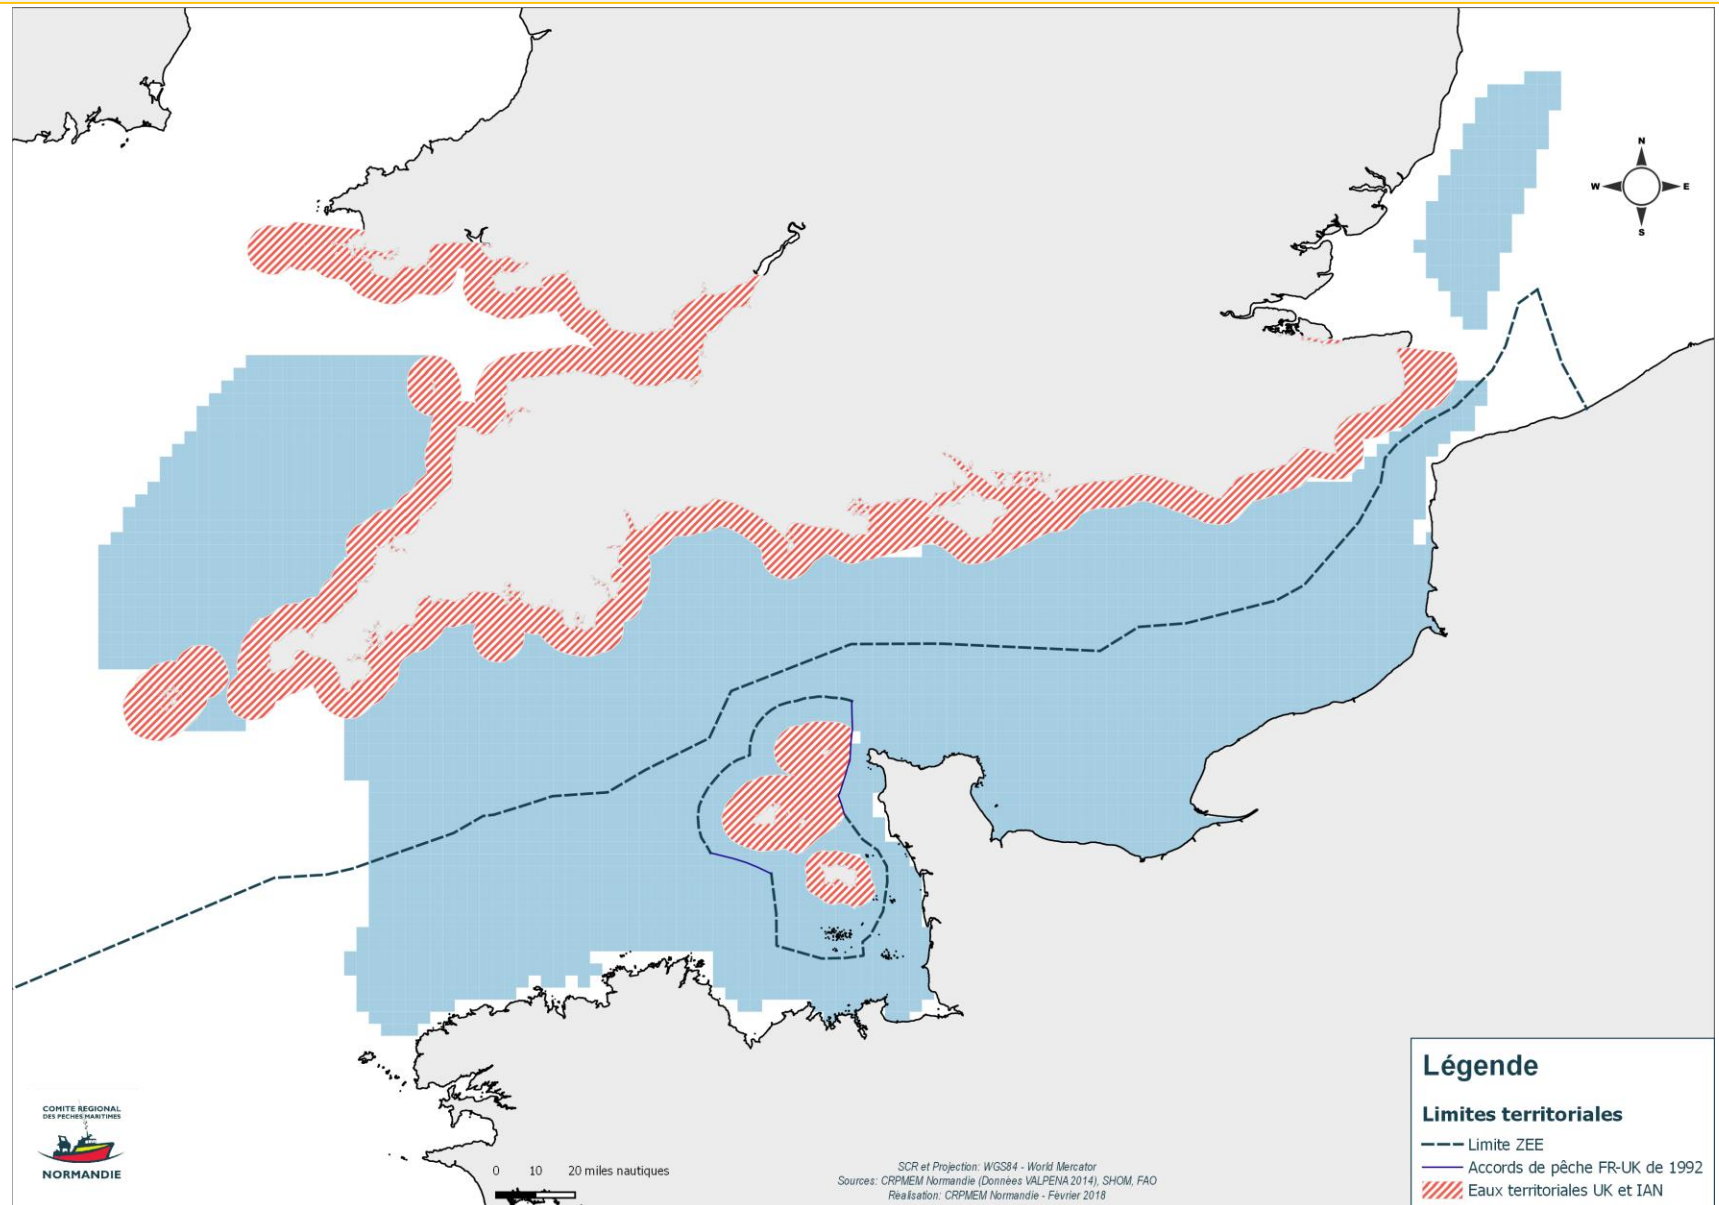 N
W
E
S
COMITE REGIONAL
DES PECHES MARITIMES
NORMANDIE
0 10 20 miles nautiques
SCR et Projection: WGS84 - World Mercator
Sources: CRPMEM Normandie (Données VALPENA 2014), SHOM, FAO
Réalisation: CRPMEM Normandie - Février 2018
Légende
Limites territoriales
Limite ZEE
Accords de pêche FR-UK de 1992
Eaux territoriales UK et IAN